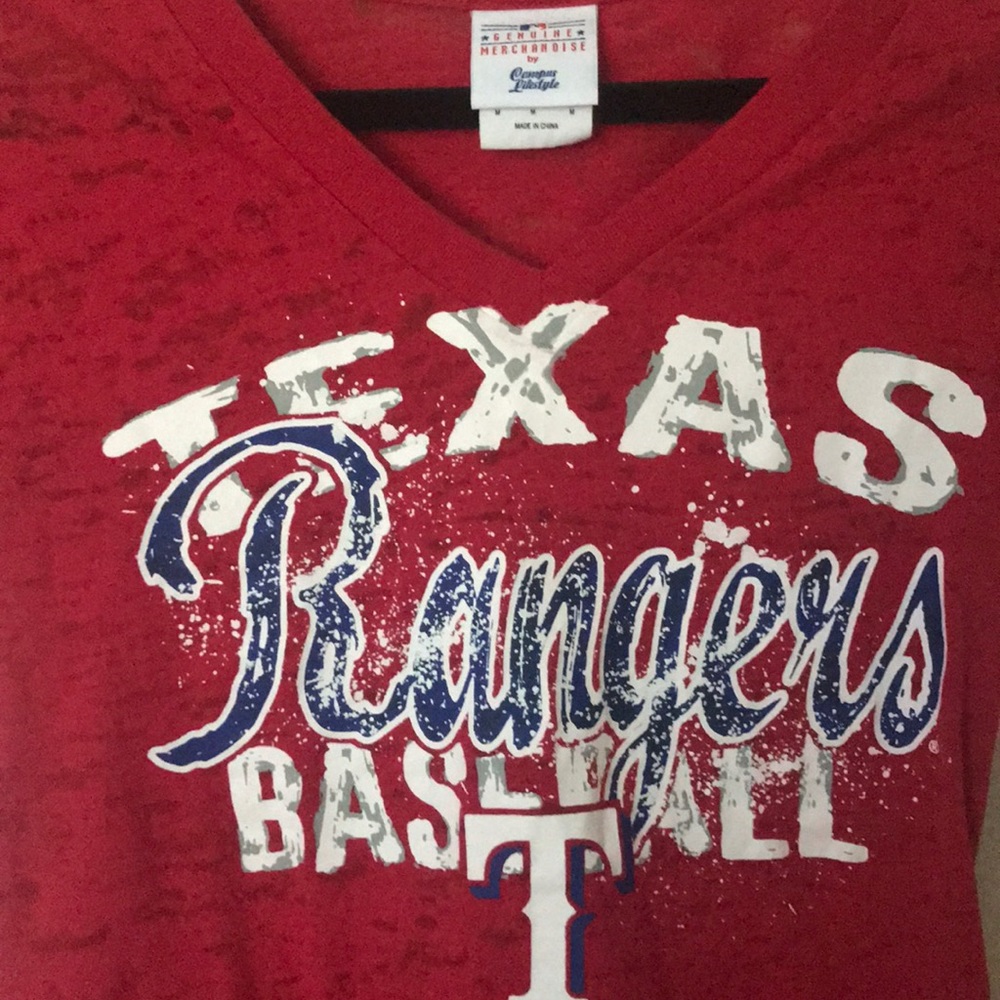 GENUINE
MERCHANDISE
by
Campus
Lifestyle
M M M
MADE IN CHINA
TEXAS
Rangers
®
BASEBALL
T